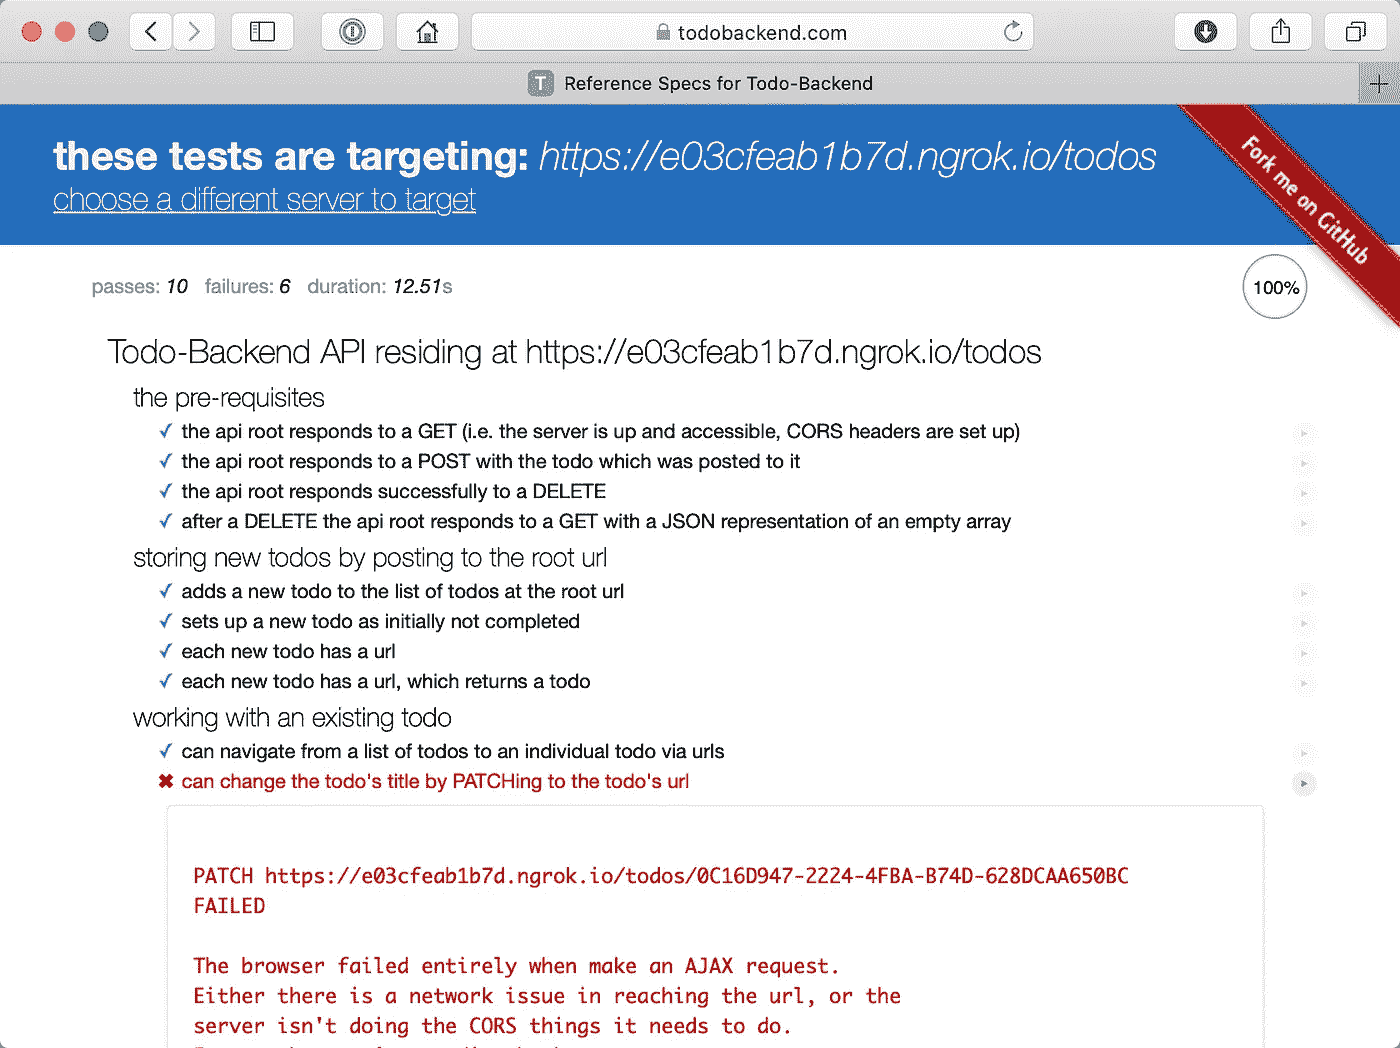 todobackend.com
T Reference Specs for Todo-Backend
these tests are targeting: https://e03cfeab1b7d.ngrok.io/todos
choose a different server to target
Fork me on GitHub
passes: 10 failures: 6 duration: 12.51s
100%
Todo-Backend API residing at https://e03cfeab1b7d.ngrok.io/todos
the pre-requisites
✓ the api root responds to a GET (i.e. the server is up and accessible, CORS headers are set up)
✓ the api root responds to a POST with the todo which was posted to it
✓ the api root responds successfully to a DELETE
✓ after a DELETE the api root responds to a GET with a JSON representation of an empty array
storing new todos by posting to the root url
✓ adds a new todo to the list of todos at the root url
✓ sets up a new todo as initially not completed
✓ each new todo has a url
✓ each new todo has a url, which returns a todo
working with an existing todo
✓ can navigate from a list of todos to an individual todo via urls
✖ can change the todo's title by PATCHing to the todo's url
PATCH https://e03cfeab1b7d.ngrok.io/todos/0C16D947-2224-4FBA-B74D-628DCAA650BC
FAILED
The browser failed entirely when make an AJAX request.
Either there is a network issue in reaching the url, or the
server isn't doing the CORS things it needs to do.